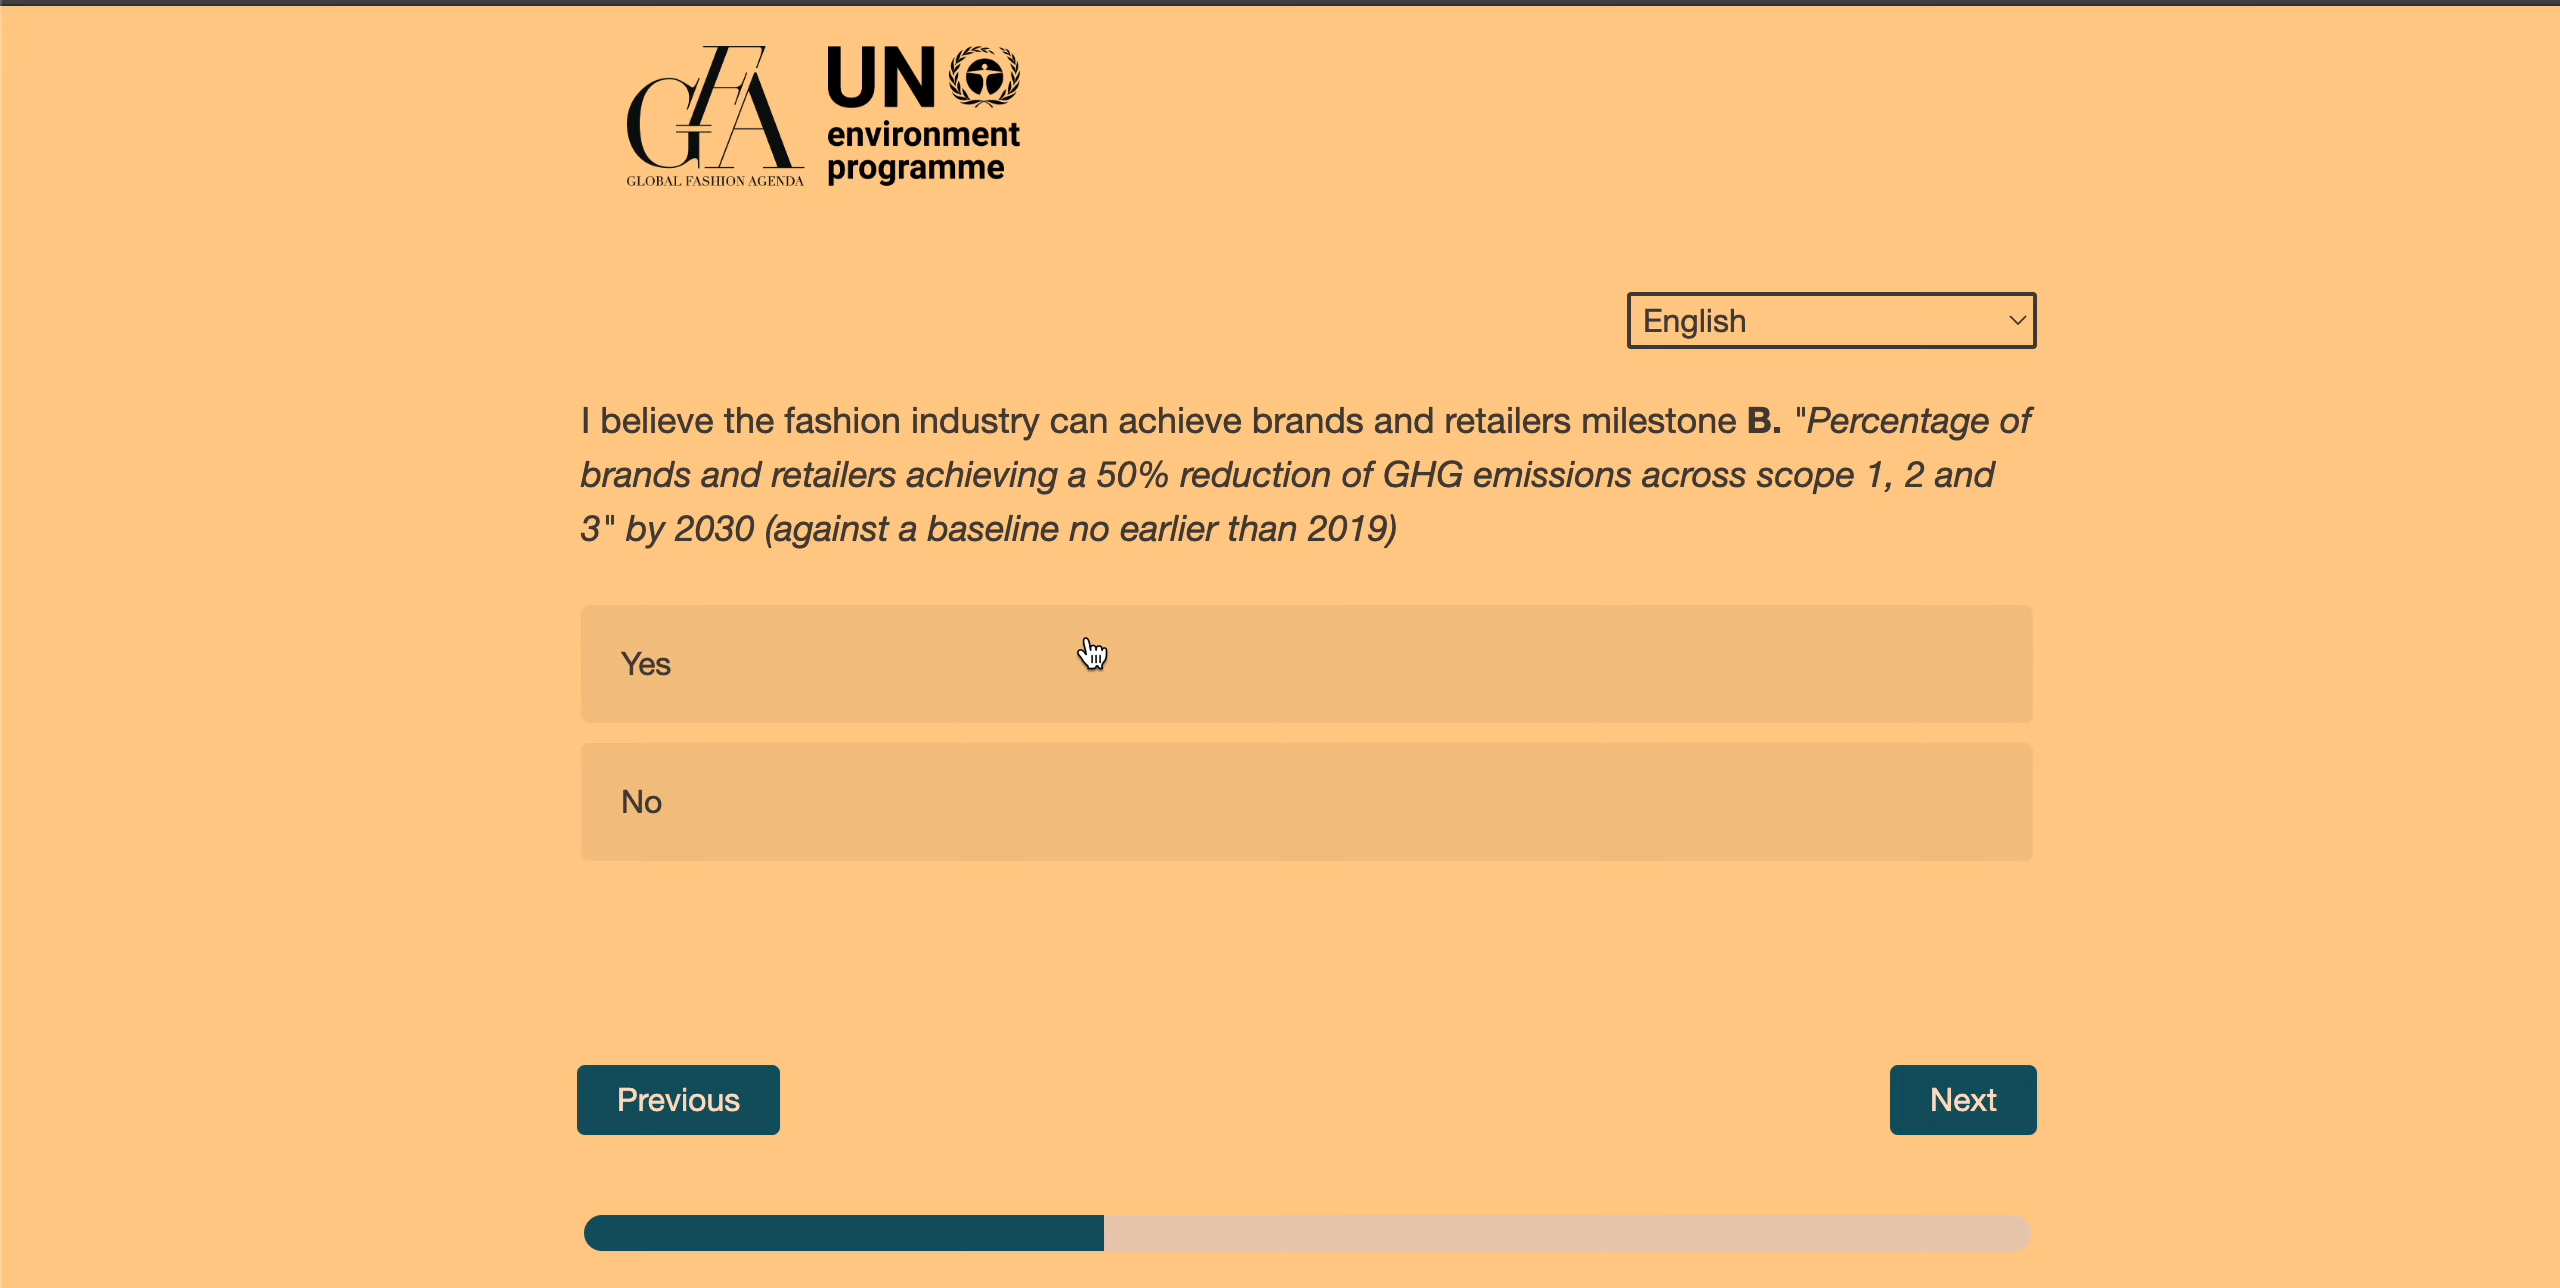 GFA
GLOBAL FASHION AGENDA
UN
environment
programme
English
I believe the fashion industry can achieve brands and retailers milestone B. "Percentage of
brands and retailers achieving a 50% reduction of GHG emissions across scope 1, 2 and
3" by 2030 (against a baseline no earlier than 2019)
Yes
No
Previous
Next